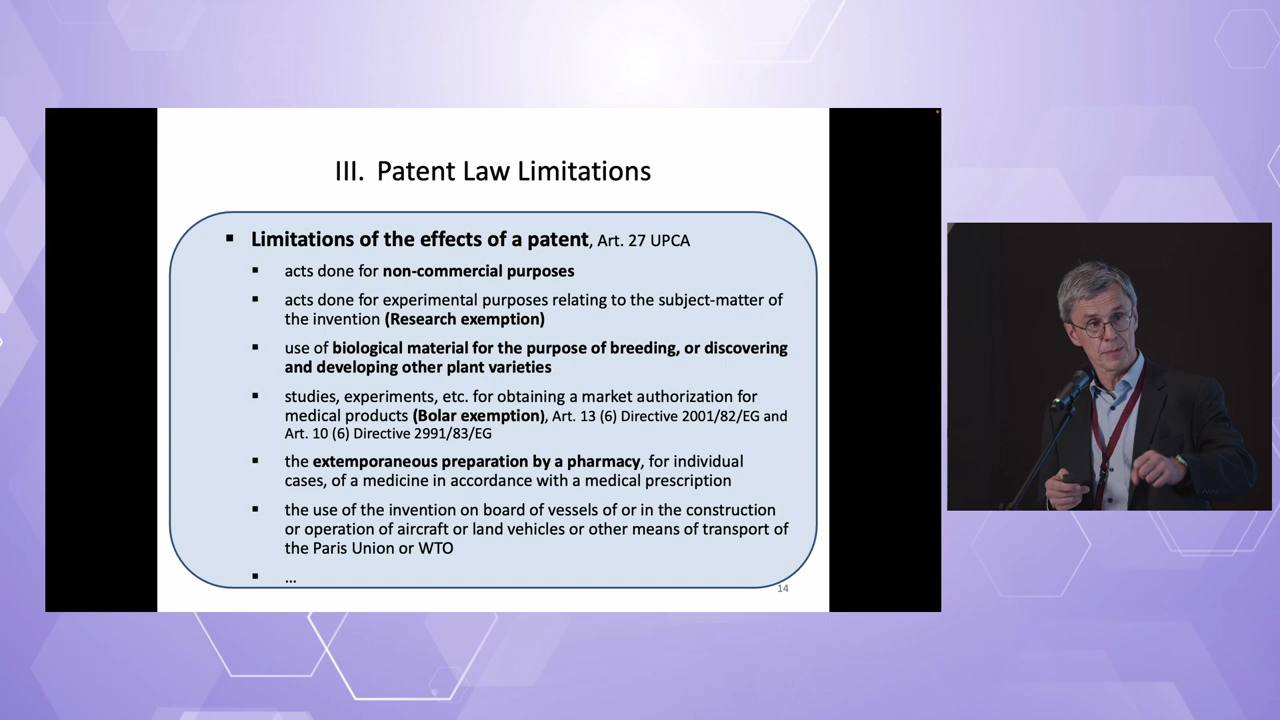 III. Patent Law Limitations
▪ Limitations of the effects of a patent, Art. 27 UPCA
▪ acts done for non-commercial purposes
▪ acts done for experimental purposes relating to the subject-matter of
the invention (Research exemption)
▪ use of biological material for the purpose of breeding, or discovering
and developing other plant varieties
▪ studies, experiments, etc. for obtaining a market authorization for
medical products (Bolar exemption), Art. 13 (6) Directive 2001/82/EG and
Art. 10 (6) Directive 2991/83/EG
▪ the extemporaneous preparation by a pharmacy, for individual
cases, of a medicine in accordance with a medical prescription
▪ the use of the invention on board of vessels of or in the construction
or operation of aircraft or land vehicles or other means of transport of
the Paris Union or WTO
▪ …
14